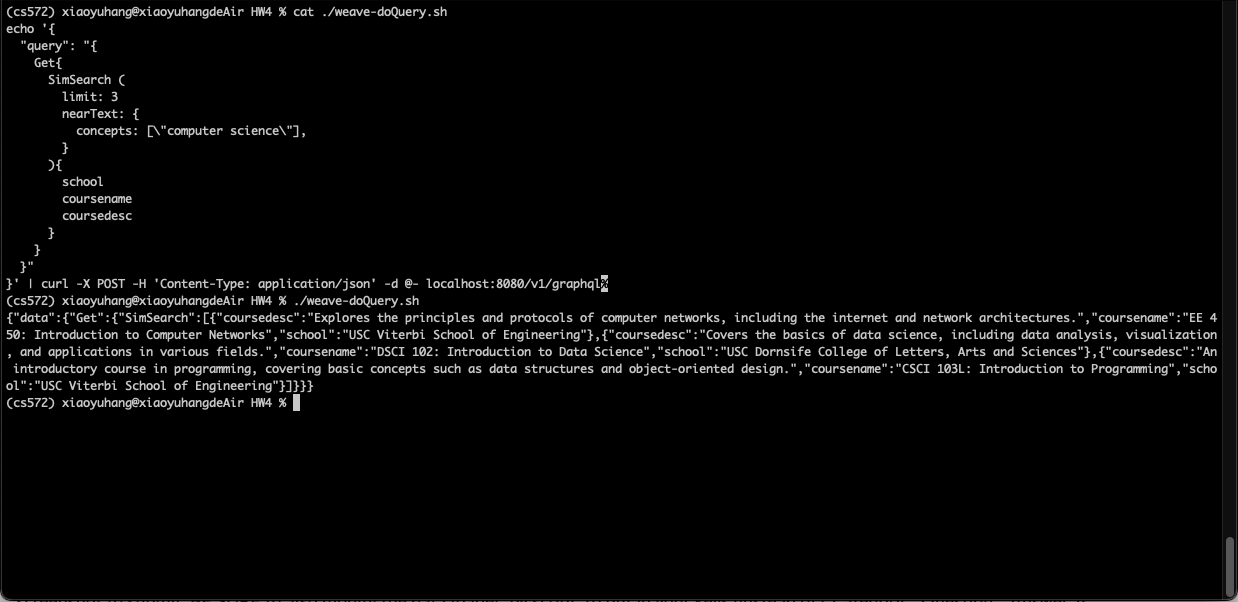 (cs572) xiaoyuhang@xiaoyuhangdeAir HW4 % cat ./weave-doQuery.sh
echo '{
  "query": "{
    Get{
      SimSearch (
        limit: 3
        nearText: {
          concepts: [\"computer science\"],
        }
      ){
        school
        coursename
        coursedesc
      }
    }
  }"
}' | curl -X POST -H 'Content-Type: application/json' -d @- localhost:8080/v1/graphql%
(cs572) xiaoyuhang@xiaoyuhangdeAir HW4 % ./weave-doQuery.sh
{"data":{"Get":{"SimSearch":[{"coursedesc":"Explores the principles and protocols of computer networks, including the internet and network architectures.","coursename":"EE 4
50: Introduction to Computer Networks","school":"USC Viterbi School of Engineering"},{"coursedesc":"Covers the basics of data science, including data analysis, visualization
, and applications in various fields.","coursename":"DSCI 102: Introduction to Data Science","school":"USC Dornsife College of Letters, Arts and Sciences"},{"coursedesc":"An
 introductory course in programming, covering basic concepts such as data structures and object-oriented design.","coursename":"CSCI 103L: Introduction to Programming","scho
ol":"USC Viterbi School of Engineering"}]}}}
(cs572) xiaoyuhang@xiaoyuhangdeAir HW4 %